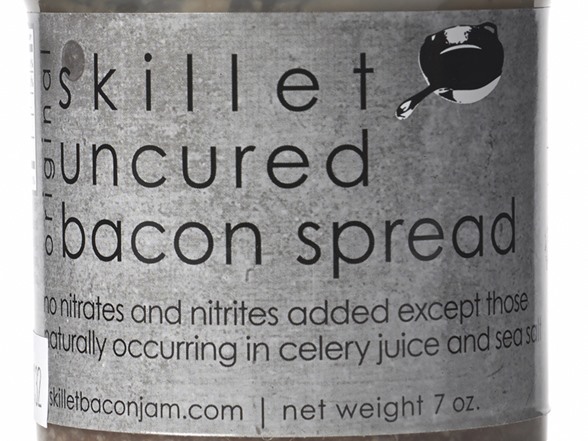 original
skillet
uncured
bacon spread
no nitrates and nitrites added except those
naturally occurring in celery juice and sea salt
skilletbaconjam.com | net weight 7 oz.